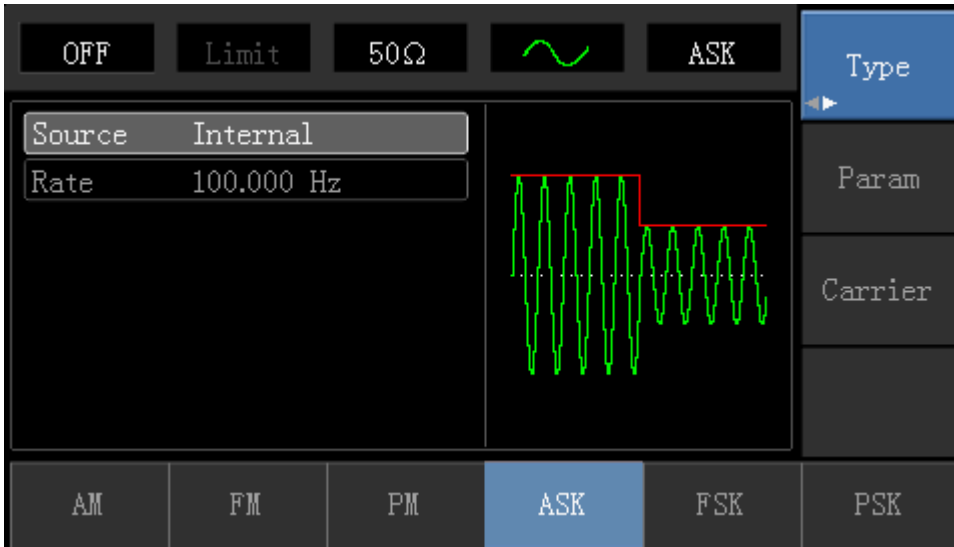 OFF Limit 50Ω ASK
Type
Source Internal
Rate 100.000 Hz
Param
Carrier
AM FM PM ASK FSK PSK